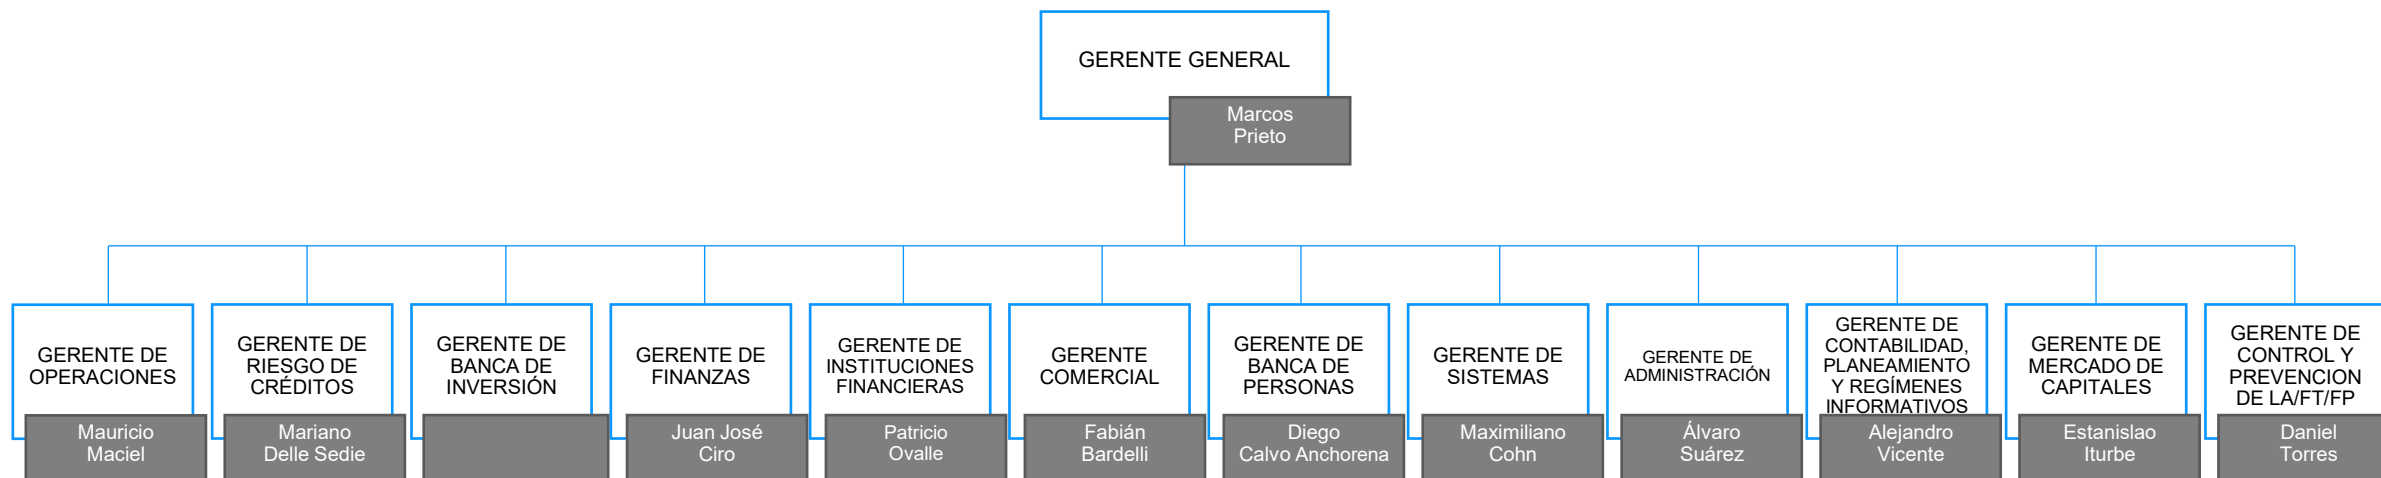 GERENTE GENERAL
Marcos
Prieto
GERENTE DE
OPERACIONES
Mauricio
Maciel
GERENTE DE
RIESGO DE
CRÉDITOS
Mariano
Delle Sedie
GERENTE DE
BANCA DE
INVERSIÓN
GERENTE DE
FINANZAS
Juan José
Ciro
GERENTE DE
INSTITUCIONES
FINANCIERAS
Patricio
Ovalle
GERENTE
COMERCIAL
Fabián
Bardelli
GERENTE DE
BANCA DE
PERSONAS
Diego
Calvo Anchorena
GERENTE DE
SISTEMAS
Maximiliano
Cohn
GERENTE DE
ADMINISTRACIÓN
Álvaro
Suárez
GERENTE DE
CONTABILIDAD,
PLANEAMIENTO
Y REGÍMENES
INFORMATIVOS
Alejandro
Vicente
GERENTE DE
MERCADO DE
CAPITALES
Estanislao
Iturbe
GERENTE DE
CONTROL Y
PREVENCION
DE LA/FT/FP
Daniel
Torres